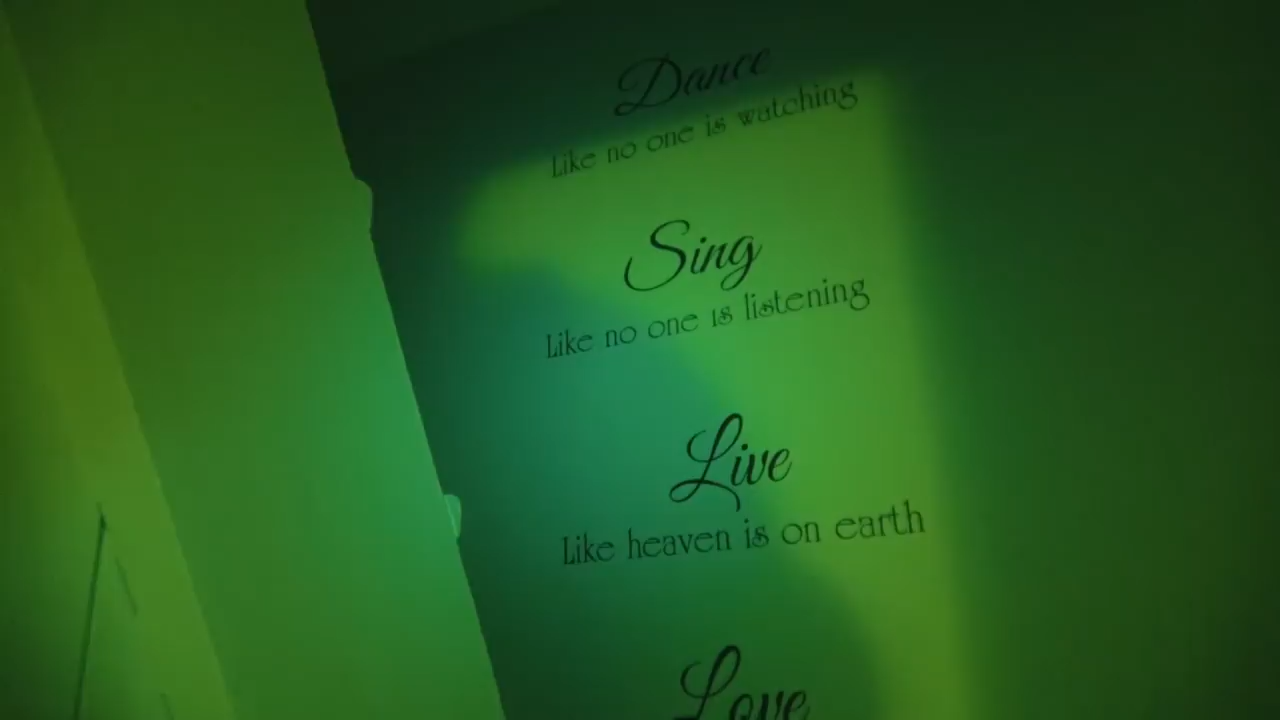 Dance
Like no one is watching
Sing
Like no one is listening
Live
Like heaven is on earth
Love